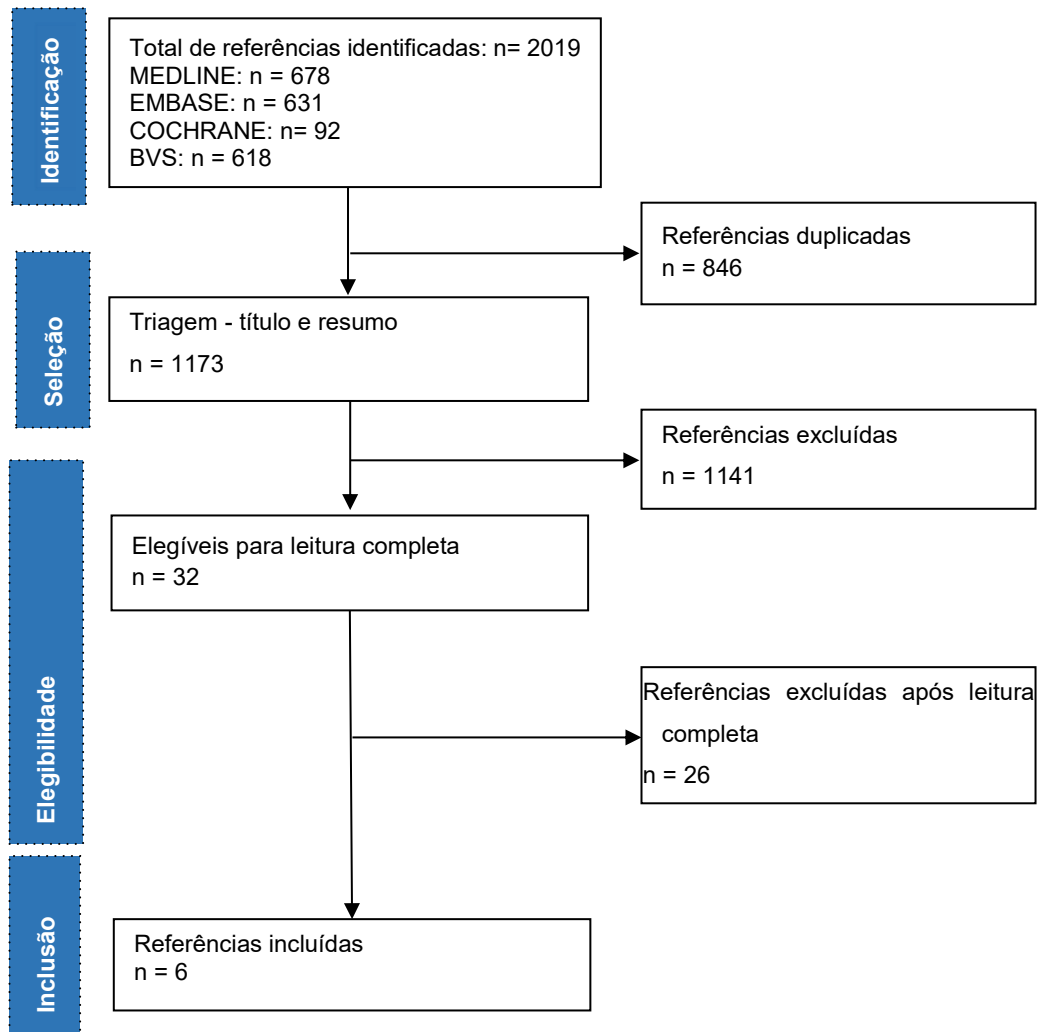 Identificação
Total de referências identificadas: n= 2019
MEDLINE: n = 678
EMBASE: n = 631
COCHRANE: n= 92
BVS: n = 618
Referências duplicadas
n = 846
Seleção
Triagem - título e resumo
n = 1173
Referências excluídas
n = 1141
Elegibilidade
Elegíveis para leitura completa
n = 32
Referências excluídas após leitura
completa
n = 26
Inclusão
Referências incluídas
n = 6